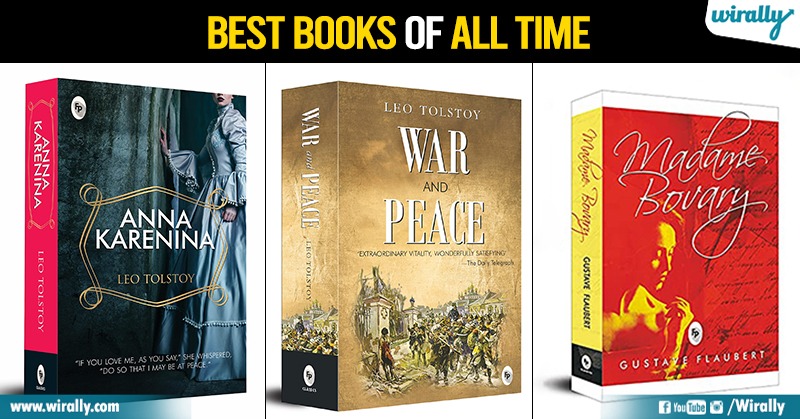 BEST BOOKS OF ALL TIME
wirally
ANNA KARENINA
LEO TOLSTOY
FP
ANNA
KARENINA
LEO TOLSTOY
"IF YOU LOVE ME, AS YOU SAY," SHE WHISPERED,
"DO SO THAT I MAY BE AT PEACE."
WAR and PEACE
LEO TOLSTOY
FP
LEO TOLSTOY
WAR
AND
PEACE
"EXTRAORDINARY VITALITY, WONDERFULLY SATISFYING"
—The Daily Telegraph
FP
Madame Bovary
GUSTAVE FLAUBERT
Madame
Bovary
FP
GUSTAVE FLAUBERT
www.wirally.com
YouTube
/Wirally